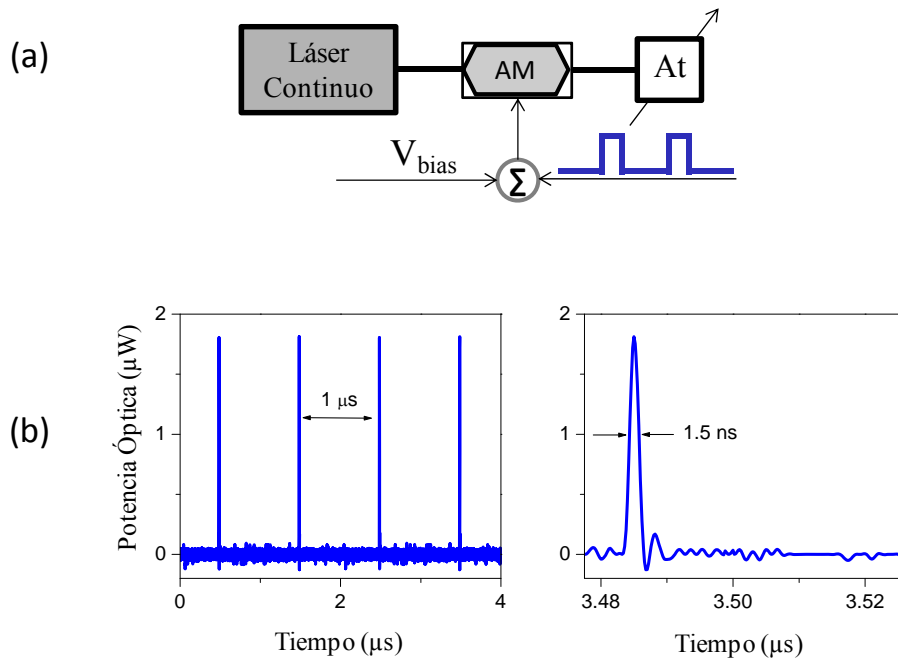 (a)
Láser
Continuo
AM
At
V_bias
Σ
(b)
Potencia Óptica (µW)
2
1
0
1 µs
0
2
4
Tiempo (µs)
2
1
0
1.5 ns
3.48
3.50
3.52
Tiempo (µs)